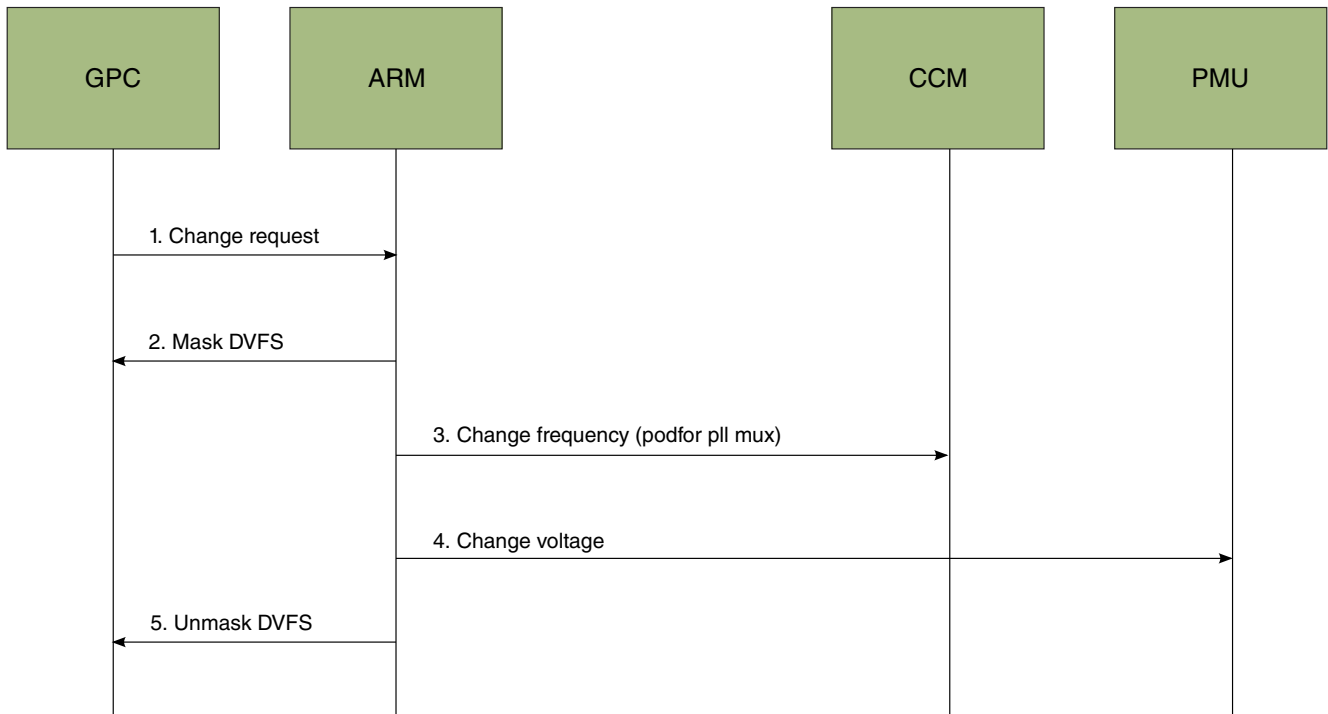 GPC
ARM
CCM
PMU
1. Change request
2. Mask DVFS
3. Change frequency (podfor pll mux)
4. Change voltage
5. Unmask DVFS